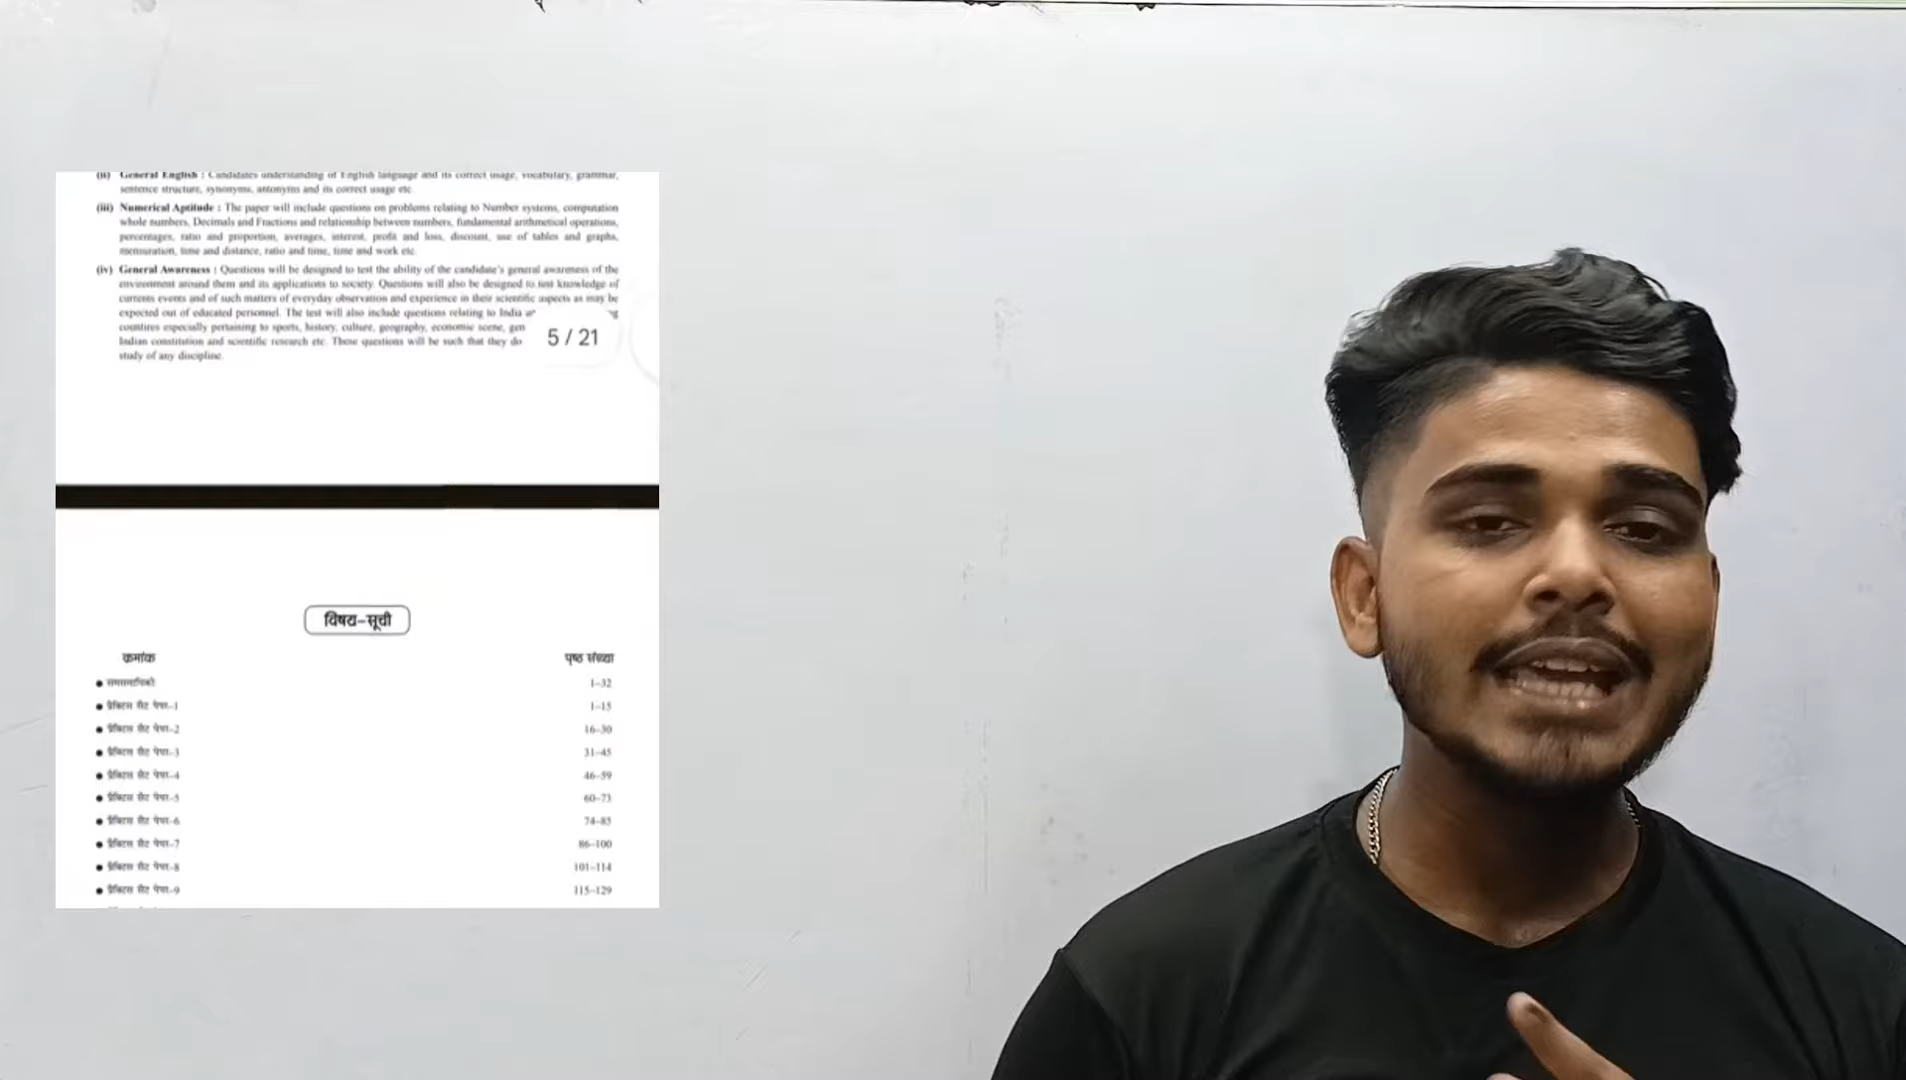 (ii) General English : Candidates understanding of English language and its correct usage, vocabulary, grammar,
sentence structure, synonyms, antonyms and its correct usage etc
(iii) Numerical Aptitude : The paper will include questions on problems relating to Number systems, computation
whole numbers, Decimals and Fractions and relationship between numbers, fundamental arithmetical operations,
percentages, ratio and proportion, averages, interest, profit and loss, discount, use of tables and graphs,
mensuration, time and distance, ratio and time, time and work etc.
(iv) General Awareness : Questions will be designed to test the ability of the candidate's general awareness of the
environment around them and its applications to society. Questions will also be designed to test knowledge of
currents events and of such matters of everyday observation and experience in their scientific aspects as may be
expected out of educated personnel. The test will also include questions relating to India
countires especially pertaining to sports, history, culture, geography, economic scene, gen
5 / 21
Indian constitution and scientific research etc. These questions will be such that they do
study of any discipline.
विषय-सूची
क्रमांक पृष्ठ संख्या
● समसामयिकी 1–32
● प्रैक्टिस सेट पेपर-1 1–15
● प्रैक्टिस सेट पेपर-2 16–30
● प्रैक्टिस सेट पेपर-3 31–45
● प्रैक्टिस सेट पेपर-4 46–59
● प्रैक्टिस सेट पेपर-5 60–73
● प्रैक्टिस सेट पेपर-6 74–85
● प्रैक्टिस सेट पेपर-7 86–100
● प्रैक्टिस सेट पेपर-8 101–114
● प्रैक्टिस सेट पेपर-9 115–129